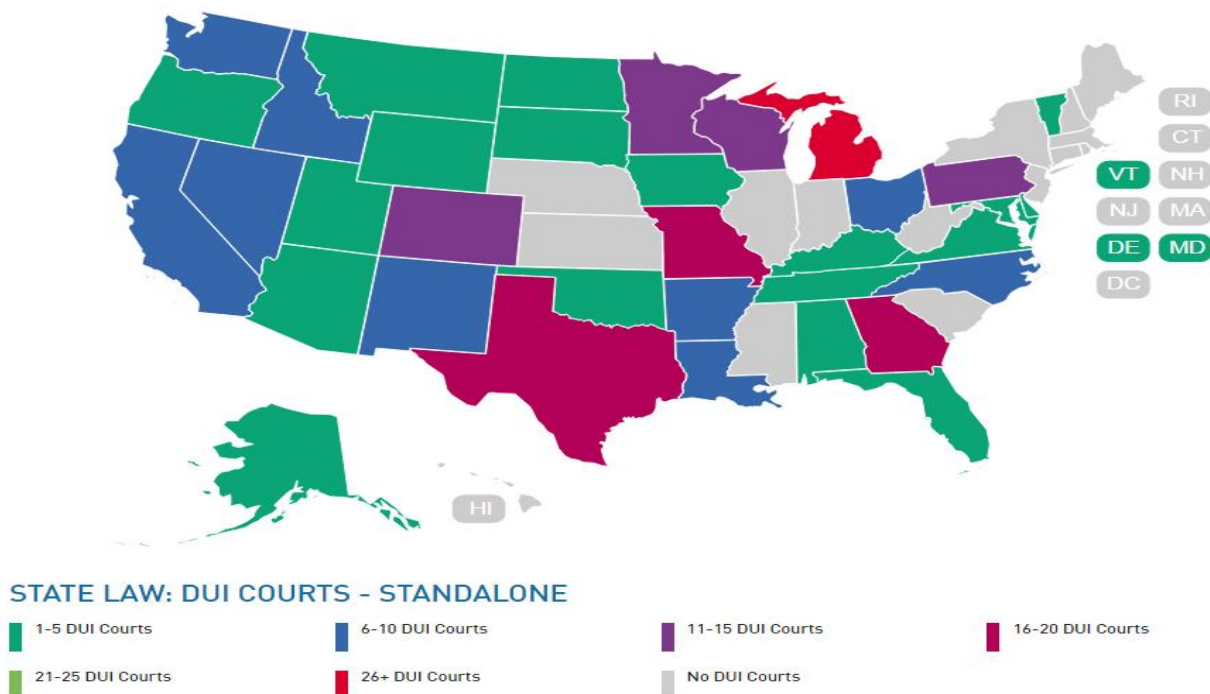 RI
CT
VT NH
NJ MA
DE MD
DC
HI
STATE LAW: DUI COURTS - STANDALONE
1-5 DUI Courts 6-10 DUI Courts 11-15 DUI Courts 16-20 DUI Courts
21-25 DUI Courts 26+ DUI Courts No DUI Courts